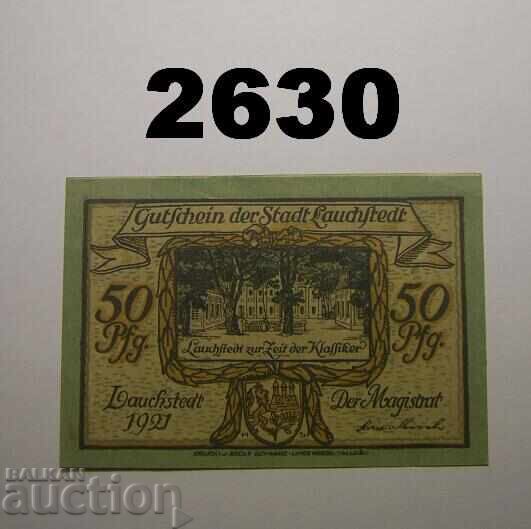 2630
Gutschein der Stadt Lauchstedt
50 Pfg.
50 Pfg.
Lauchstedt zur Zeit der Klassiker
Lauchstedt 1921
Der Magistrat
BALKAN
auction